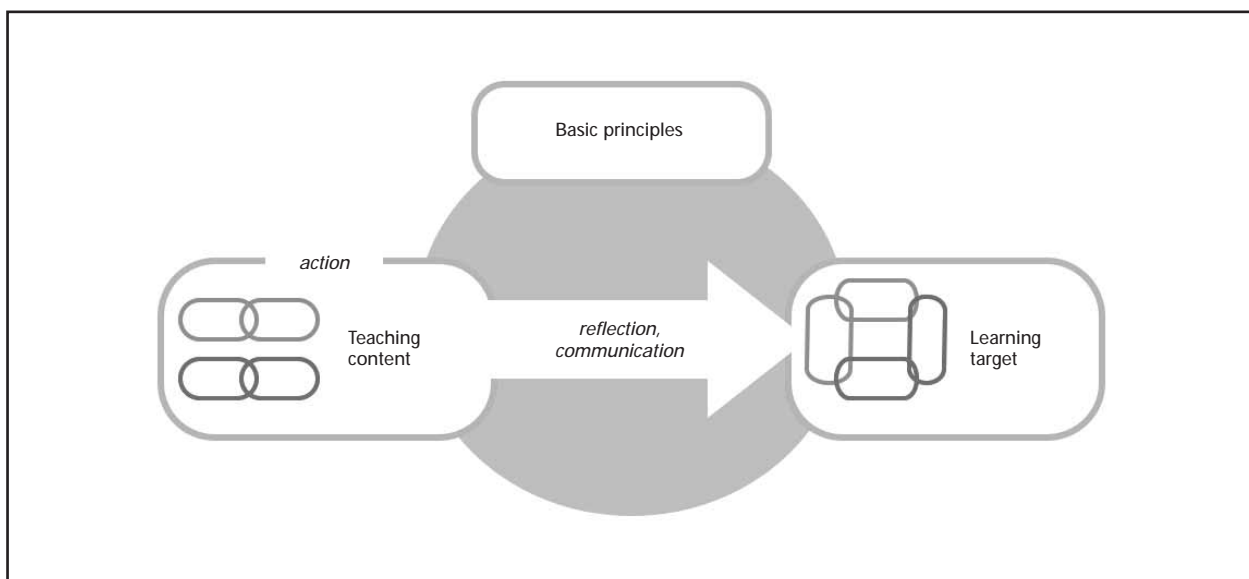 Basic principles
action
Teaching
content
reflection,
communication
Learning
target